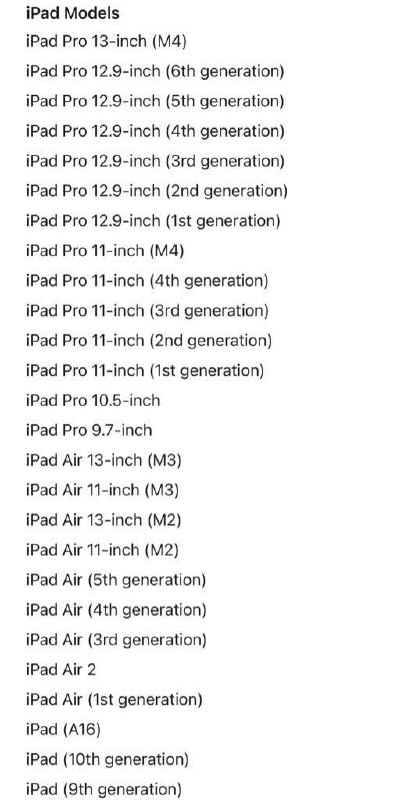 iPad Models
iPad Pro 13-inch (M4)
iPad Pro 12.9-inch (6th generation)
iPad Pro 12.9-inch (5th generation)
iPad Pro 12.9-inch (4th generation)
iPad Pro 12.9-inch (3rd generation)
iPad Pro 12.9-inch (2nd generation)
iPad Pro 12.9-inch (1st generation)
iPad Pro 11-inch (M4)
iPad Pro 11-inch (4th generation)
iPad Pro 11-inch (3rd generation)
iPad Pro 11-inch (2nd generation)
iPad Pro 11-inch (1st generation)
iPad Pro 10.5-inch
iPad Pro 9.7-inch
iPad Air 13-inch (M3)
iPad Air 11-inch (M3)
iPad Air 13-inch (M2)
iPad Air 11-inch (M2)
iPad Air (5th generation)
iPad Air (4th generation)
iPad Air (3rd generation)
iPad Air 2
iPad Air (1st generation)
iPad (A16)
iPad (10th generation)
iPad (9th generation)